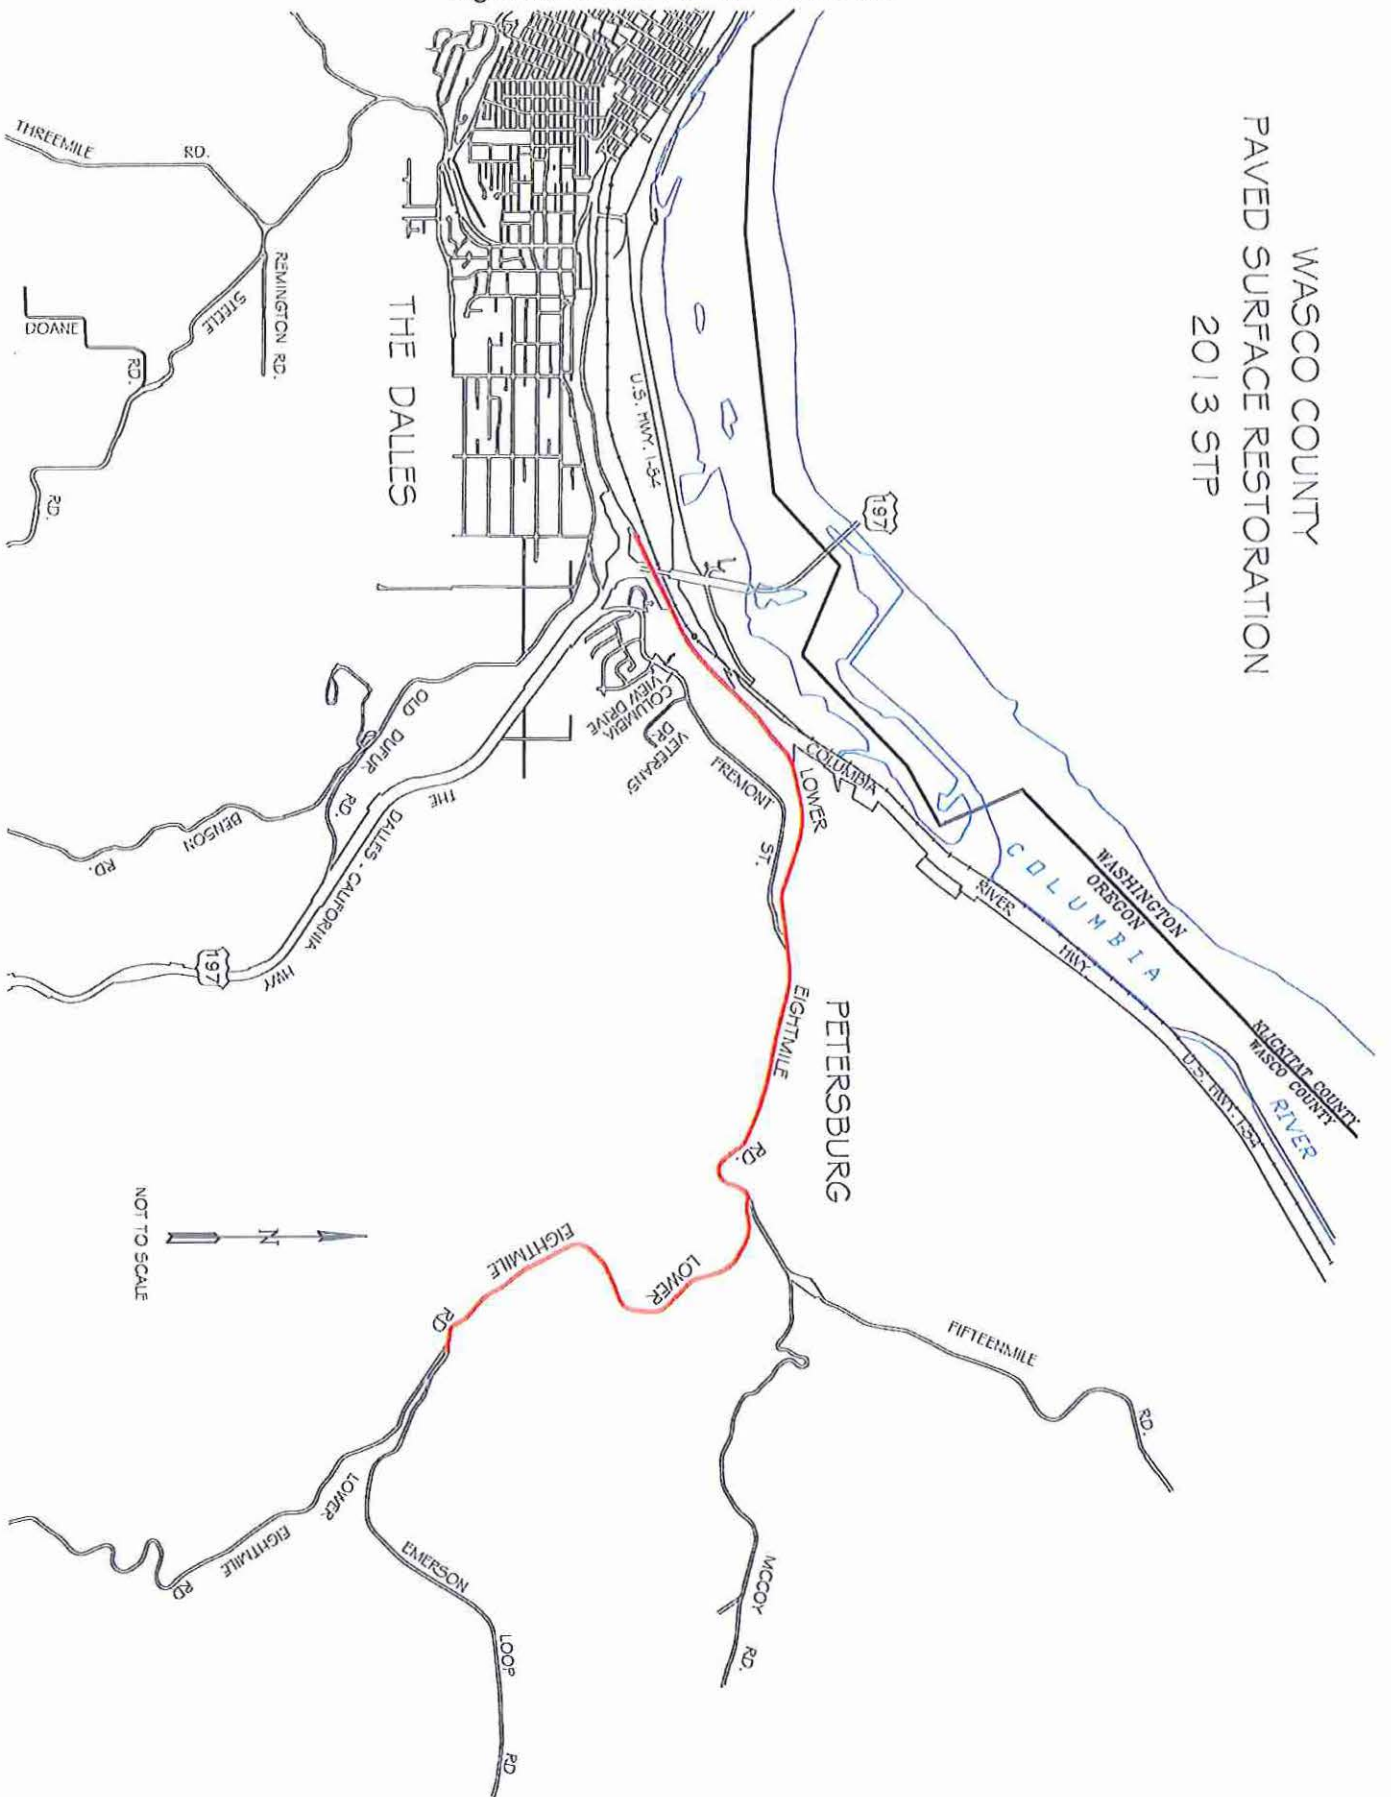 WASCO COUNTY
PAVED SURFACE RESTORATION
2013 STP
197
THREEMILE
RD.
REMINGTON RD.
STEELE
DOANE
RD.
RD.
THE DALLES
U.S. HWY. I-84
COLUMBIA
VIEW DRIVE
VETERANS'
DR.
FREMONT
ST.
OLD
DUFUR
RD.
BENSON
RD.
THE
DALLES - CALIFORNIA
HWY
197
LOWER
COLUMBIA
RIVER
HWY
WASHINGTON
OREGON
COLUMBIA
RIVER
KLICKITAT COUNTY
WASCO COUNTY
U.S. HWY. I-84
EIGHTMILE
RD.
PETERSBURG
LOWER
EIGHTMILE
RD
FIFTEENMILE
RD.
MCCOY
RD.
LOWER
EIGHTMILE
RD
EMERSON
LOOP
RD
N
NOT TO SCALE